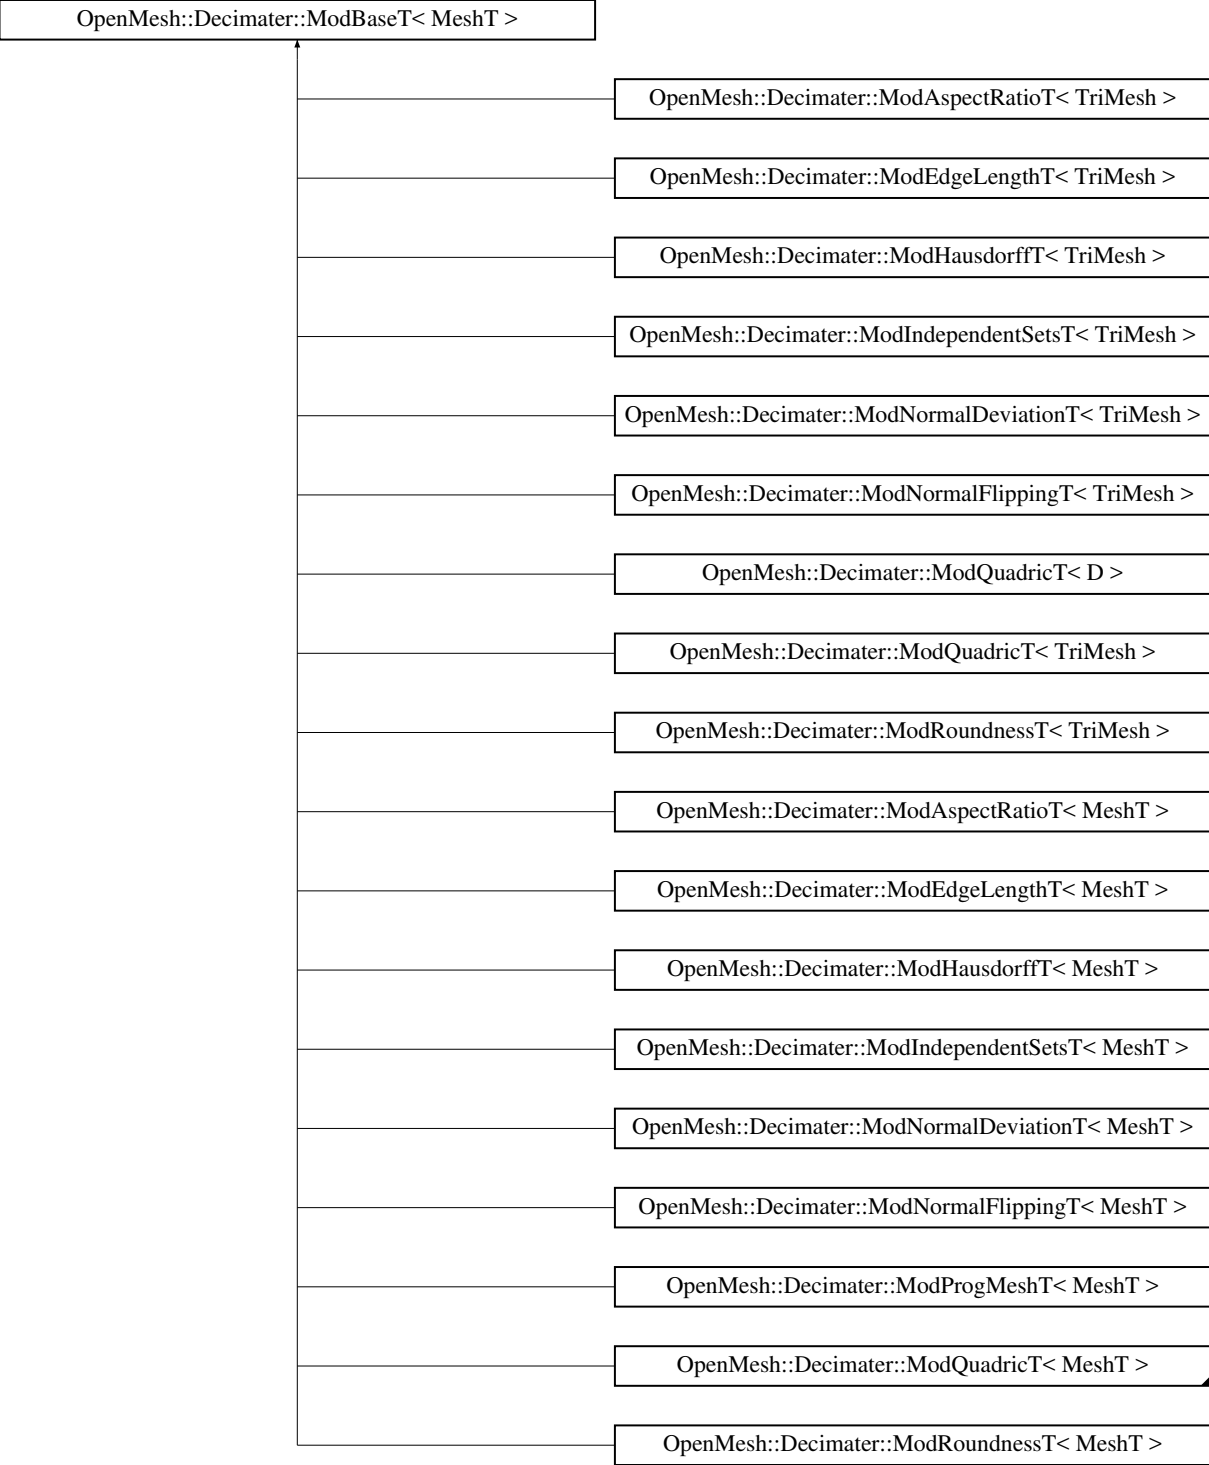 OpenMesh::Decimater::ModBaseT< MeshT >
OpenMesh::Decimater::ModAspectRatioT< TriMesh >
OpenMesh::Decimater::ModEdgeLengthT< TriMesh >
OpenMesh::Decimater::ModHausdorffT< TriMesh >
OpenMesh::Decimater::ModIndependentSetsT< TriMesh >
OpenMesh::Decimater::ModNormalDeviationT< TriMesh >
OpenMesh::Decimater::ModNormalFlippingT< TriMesh >
OpenMesh::Decimater::ModQuadricT< D >
OpenMesh::Decimater::ModQuadricT< TriMesh >
OpenMesh::Decimater::ModRoundnessT< TriMesh >
OpenMesh::Decimater::ModAspectRatioT< MeshT >
OpenMesh::Decimater::ModEdgeLengthT< MeshT >
OpenMesh::Decimater::ModHausdorffT< MeshT >
OpenMesh::Decimater::ModIndependentSetsT< MeshT >
OpenMesh::Decimater::ModNormalDeviationT< MeshT >
OpenMesh::Decimater::ModNormalFlippingT< MeshT >
OpenMesh::Decimater::ModProgMeshT< MeshT >
OpenMesh::Decimater::ModQuadricT< MeshT >
OpenMesh::Decimater::ModRoundnessT< MeshT >